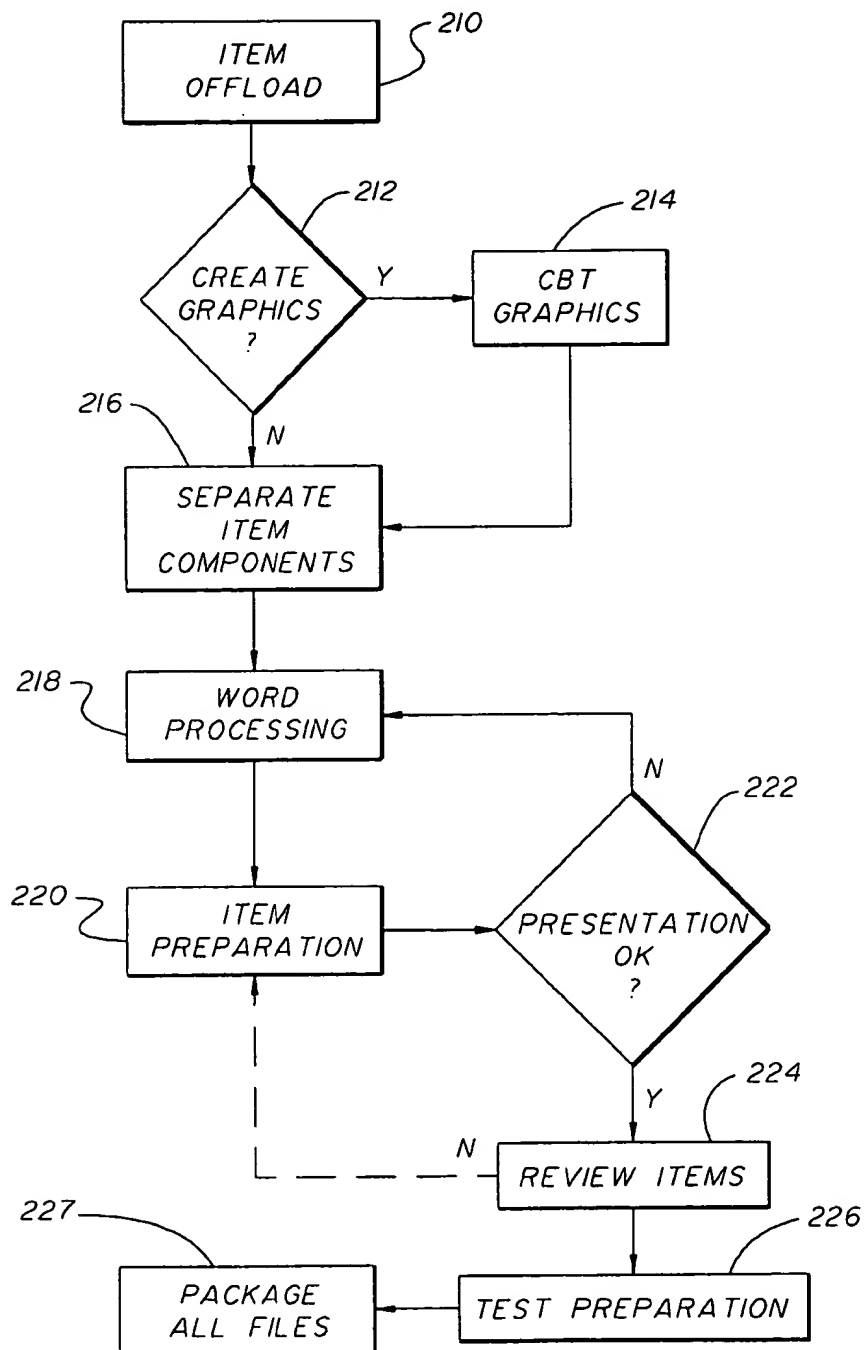 210
ITEM
OFFLOAD
212
214
CREATE
GRAPHICS
?
Y
CBT
GRAPHICS
216
N
SEPARATE
ITEM
COMPONENTS
218
WORD
PROCESSING
N
222
220
ITEM
PREPARATION
PRESENTATION
OK
?
224
Y
N
REVIEW ITEMS
227
226
PACKAGE
ALL FILES
TEST PREPARATION